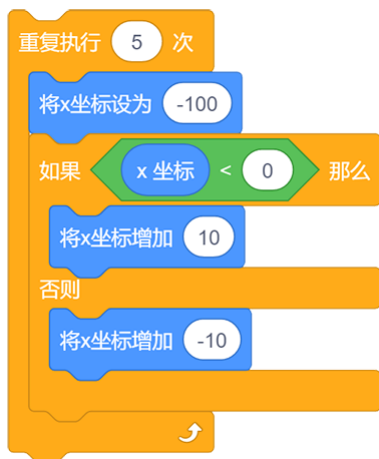 重复执行 5 次
将x坐标设为 -100
如果 x 坐标 < 0 那么
将x坐标增加 10
否则
将x坐标增加 -10